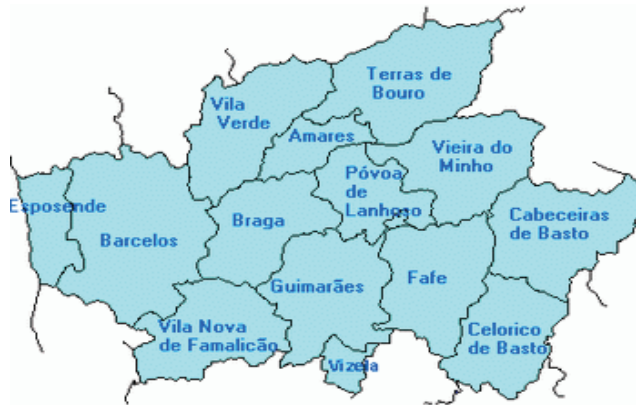 Terras de
Bouro
Vila
Verde
Amares
Vieira do
Minho
Póvoa
de
Lanhoso
Esposende
Barcelos
Braga
Cabeceiras
de Basto
Guimarães
Fafe
Vila Nova
de Famalicão
Celorico
de Basto
Vizela